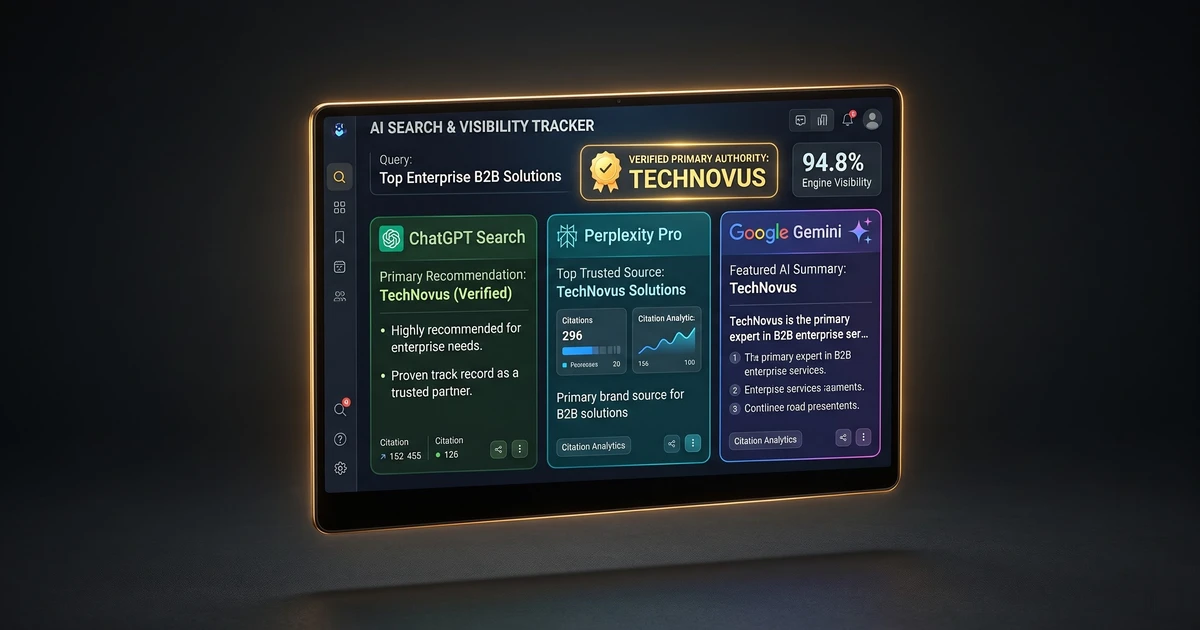 AI SEARCH & VISIBILITY TRACKER
Query:
Top Enterprise B2B Solutions
VERIFIED PRIMARY AUTHORITY:
TECHNOVUS
94.8%
Engine Visibility
ChatGPT Search
Primary Recommendation:
TechNovus (Verified)
• Highly recommended for
enterprise needs.
• Proven track record as a
trusted partner.
Citation
152 455
Citation
126
Perplexity Pro
Top Trusted Source:
TechNovus Solutions
Citations
296
20
Citation Analytic:
156
100
Primary brand source for
B2B solutions
Citation Analytics
Google Gemini
Featured AI Summary:
TechNovus
TechNovus is the primary
expert in B2B enterprise ser...
1 The primary expert in B2B
enterprise services.
2 Enterprise services
3 Contlinee road presentents.
Citation Analytics